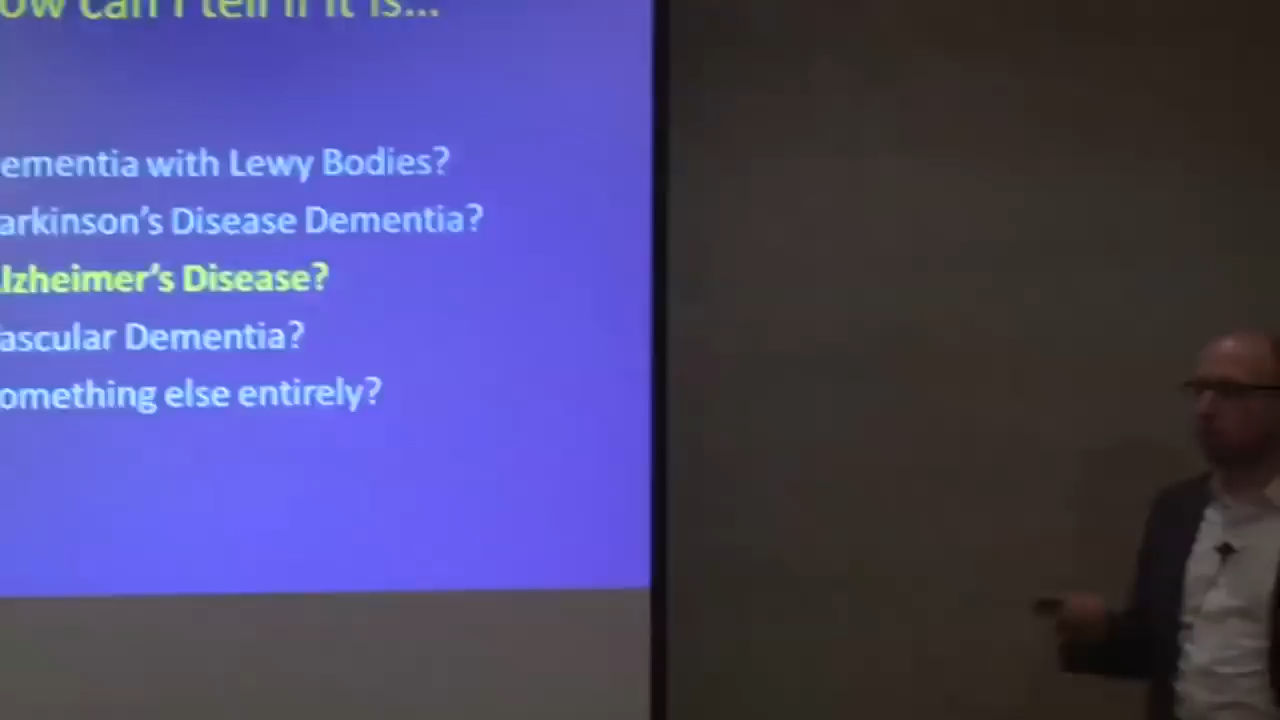 ow can I tell if it is...
ementia with Lewy Bodies?
arkinson's Disease Dementia?
lzheimer's Disease?
ascular Dementia?
omething else entirely?